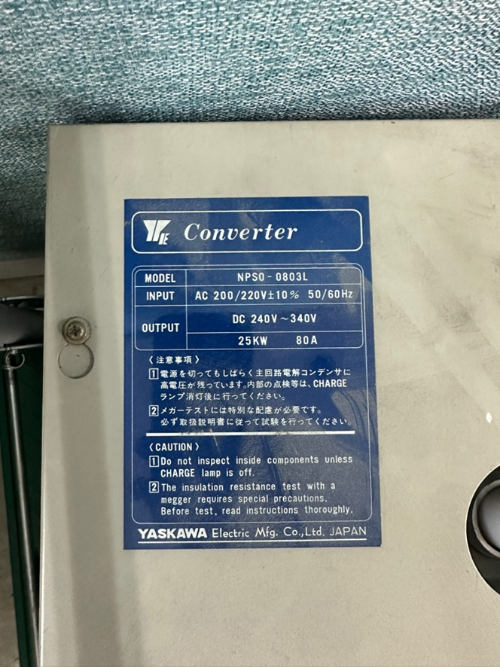 YE Converter
MODEL NPSO-0803L
INPUT AC 200/220V±10% 50/60Hz
OUTPUT DC 240V～340V
25KW 80A
〈注意事項〉
1 電源を切ってもしばらく主回路電解コンデンサに
高電圧が残っています。内部の点検等は、CHARGE
ランプ消灯後に行ってください。
2 メガーテストには特別な配慮が必要です。
必ず取扱説明書に従って試験を行ってください。
〈CAUTION〉
1 Do not inspect inside components unless
CHARGE lamp is off.
2 The insulation resistance test with a
megger requires special precautions.
Before test, read instructions thoroughly.
YASKAWA Electric Mfg. Co., Ltd. JAPAN